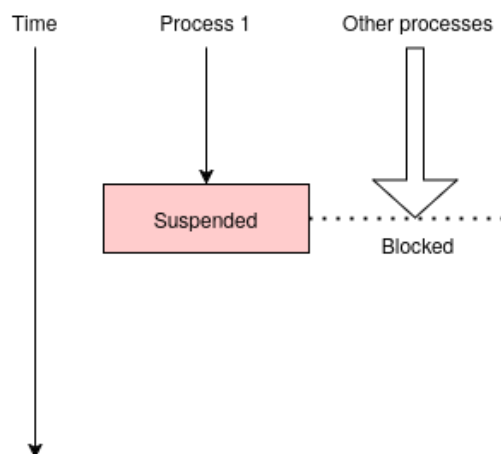 Time
Process 1
Other processes
Suspended
Blocked